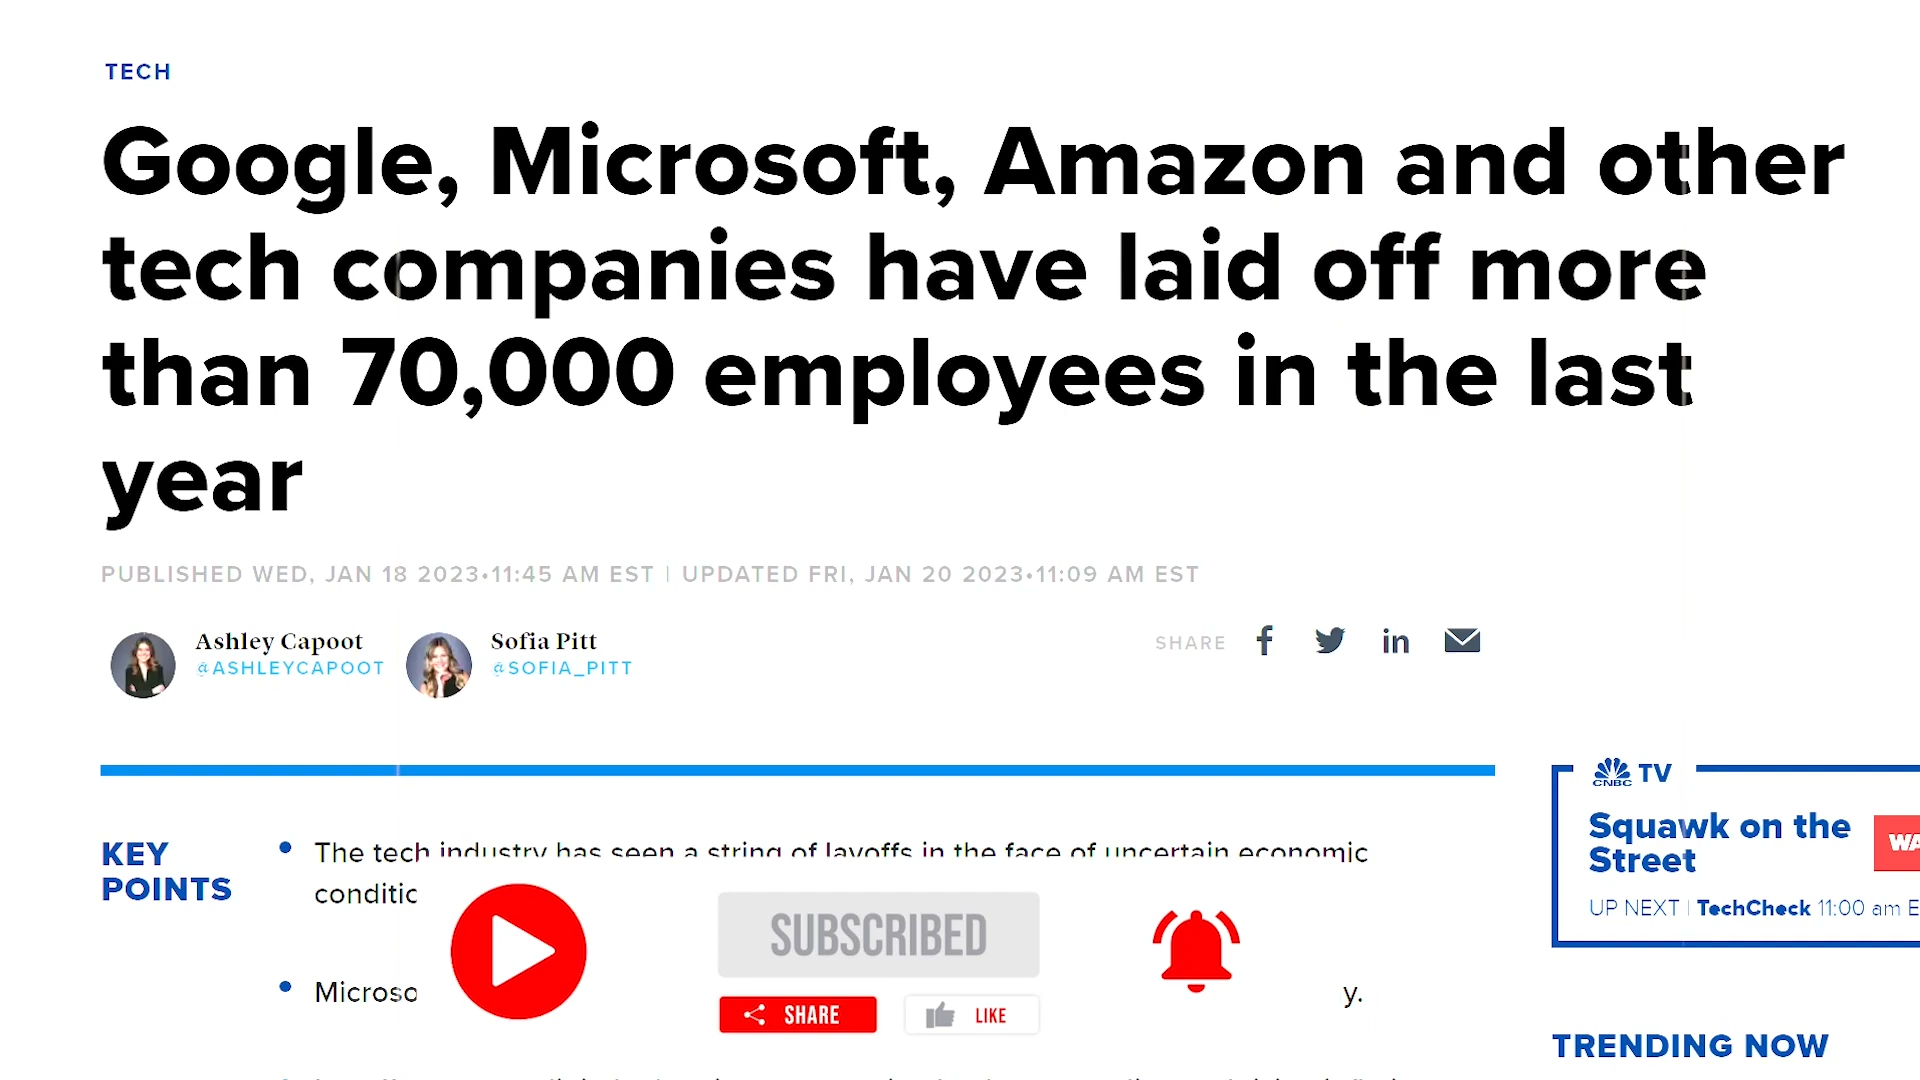 TECH
Google, Microsoft, Amazon and other
tech companies have laid off more
than 70,000 employees in the last
year
PUBLISHED WED, JAN 18 2023•11:45 AM EST | UPDATED FRI, JAN 20 2023•11:09 AM EST
Ashley Capoot
@ASHLEYCAPOOT
Sofia Pitt
@SOFIA_PITT
SHARE
KEY
POINTS
The tech industry has seen a string of layoffs in the face of uncertain economic
SUBSCRIBED
SHARE
LIKE
y.
CNBC TV
Squawk on the
Street
UP NEXT | TechCheck 11:00 am
TRENDING NOW